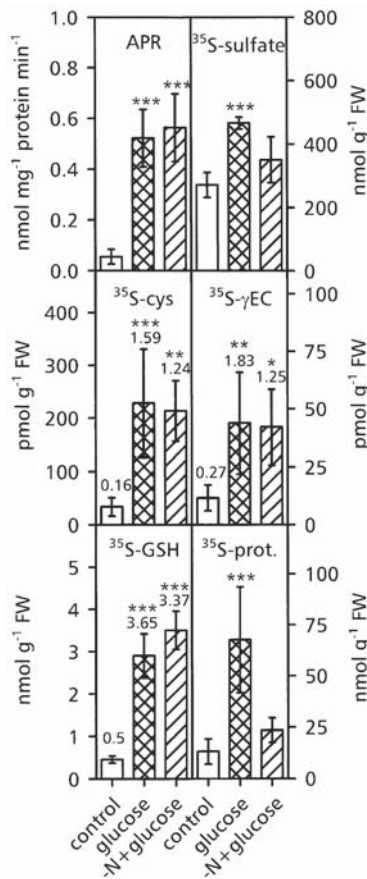 APR
³⁵S-sulfate
nmol mg⁻¹ protein min⁻¹
1.0
0.8
0.6
0.4
0.2
0.0
***
***
***
800
600
400
200
0
nmol g⁻¹ FW
³⁵S-cys
³⁵S-γEC
pmol g⁻¹ FW
400
300
200
100
0
0.16
***
1.59
**
1.24
0.27
**
1.83
*
1.25
100
75
50
25
0
pmol g⁻¹ FW
³⁵S-GSH
³⁵S-prot.
nmol g⁻¹ FW
5
4
3
2
1
0
0.5
***
3.65
***
3.37
***
100
75
50
25
0
nmol g⁻¹ FW
control
glucose
-N+glucose
control
glucose
-N+glucose